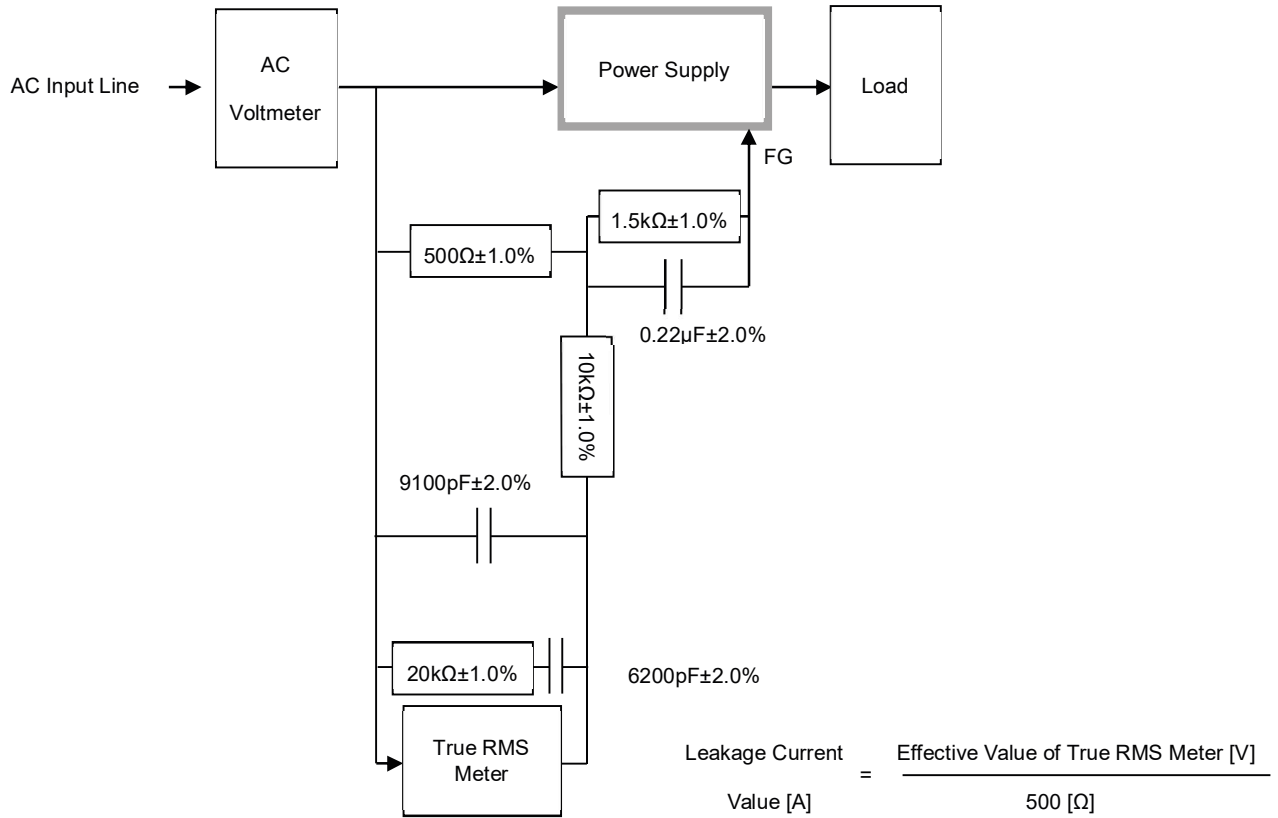 AC Input Line
AC
Voltmeter
Power Supply
Load
FG
1.5kΩ±1.0%
500Ω±1.0%
0.22µF±2.0%
10kΩ±1.0%
9100pF±2.0%
20kΩ±1.0%
6200pF±2.0%
True RMS
Meter
Leakage Current
Value [A]
=
Effective Value of True RMS Meter [V]
500 [Ω]